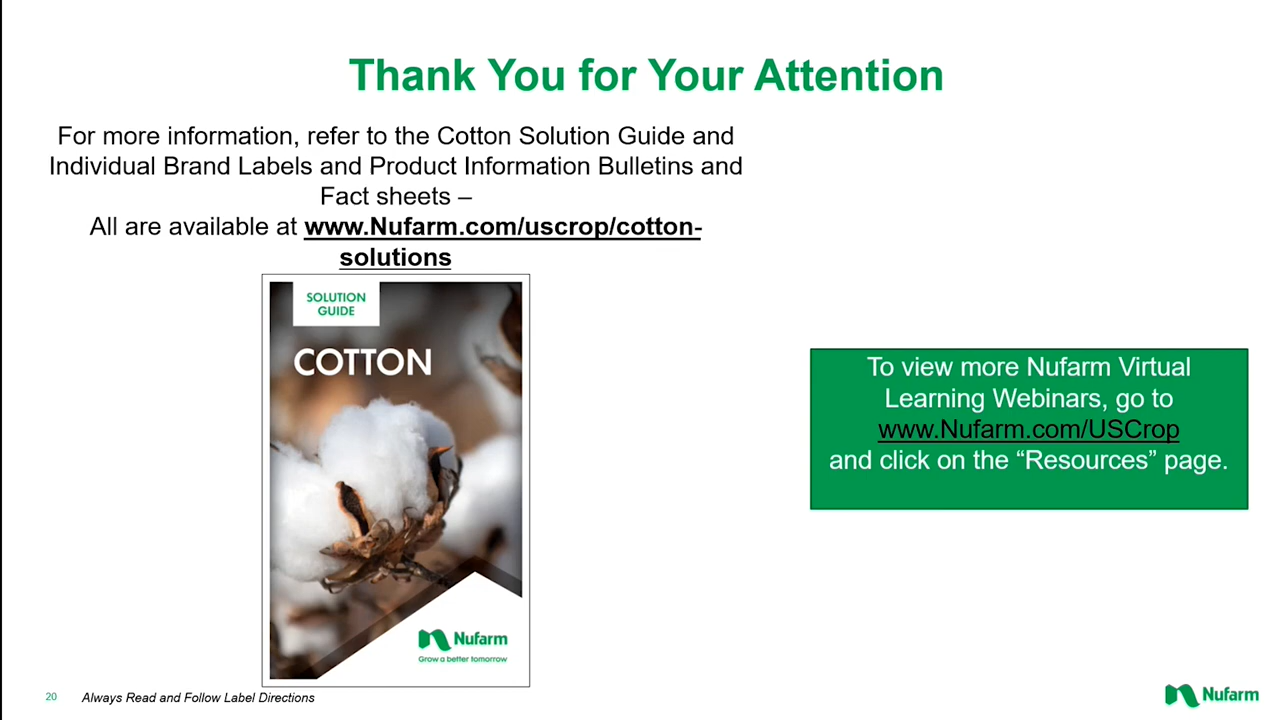 Thank You for Your Attention
For more information, refer to the Cotton Solution Guide and
Individual Brand Labels and Product Information Bulletins and
Fact sheets –
All are available at www.Nufarm.com/uscrop/cotton-
solutions
SOLUTION
GUIDE
COTTON
Nufarm
Grow a better tomorrow
To view more Nufarm Virtual
Learning Webinars, go to
www.Nufarm.com/USCrop
and click on the “Resources” page.
20 Always Read and Follow Label Directions
Nufarm